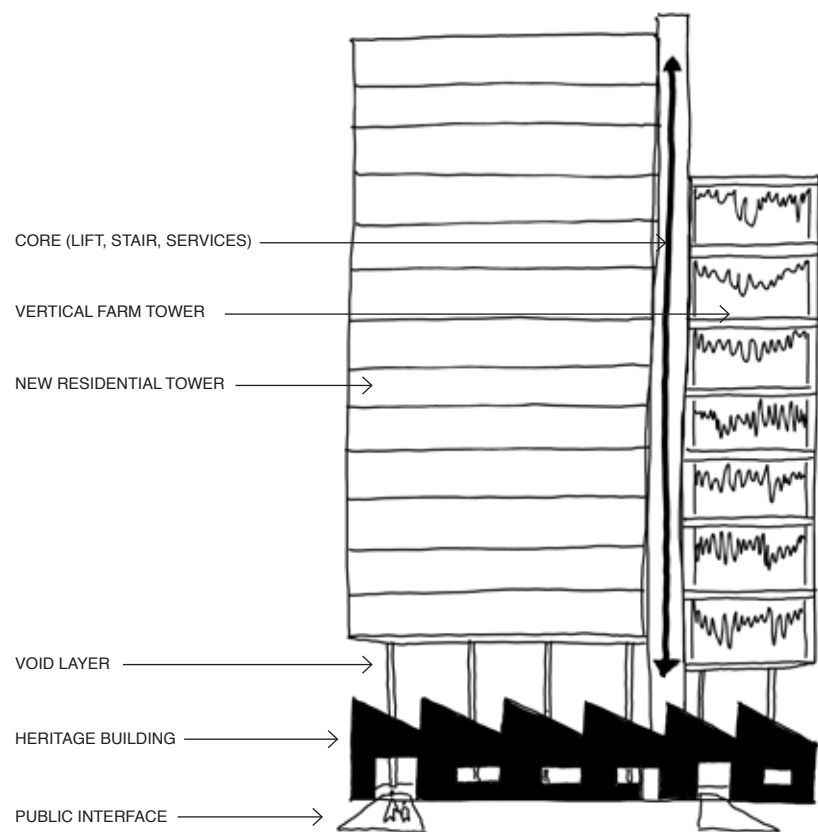 CORE (LIFT, STAIR, SERVICES)
VERTICAL FARM TOWER
NEW RESIDENTIAL TOWER
VOID LAYER
HERITAGE BUILDING
PUBLIC INTERFACE